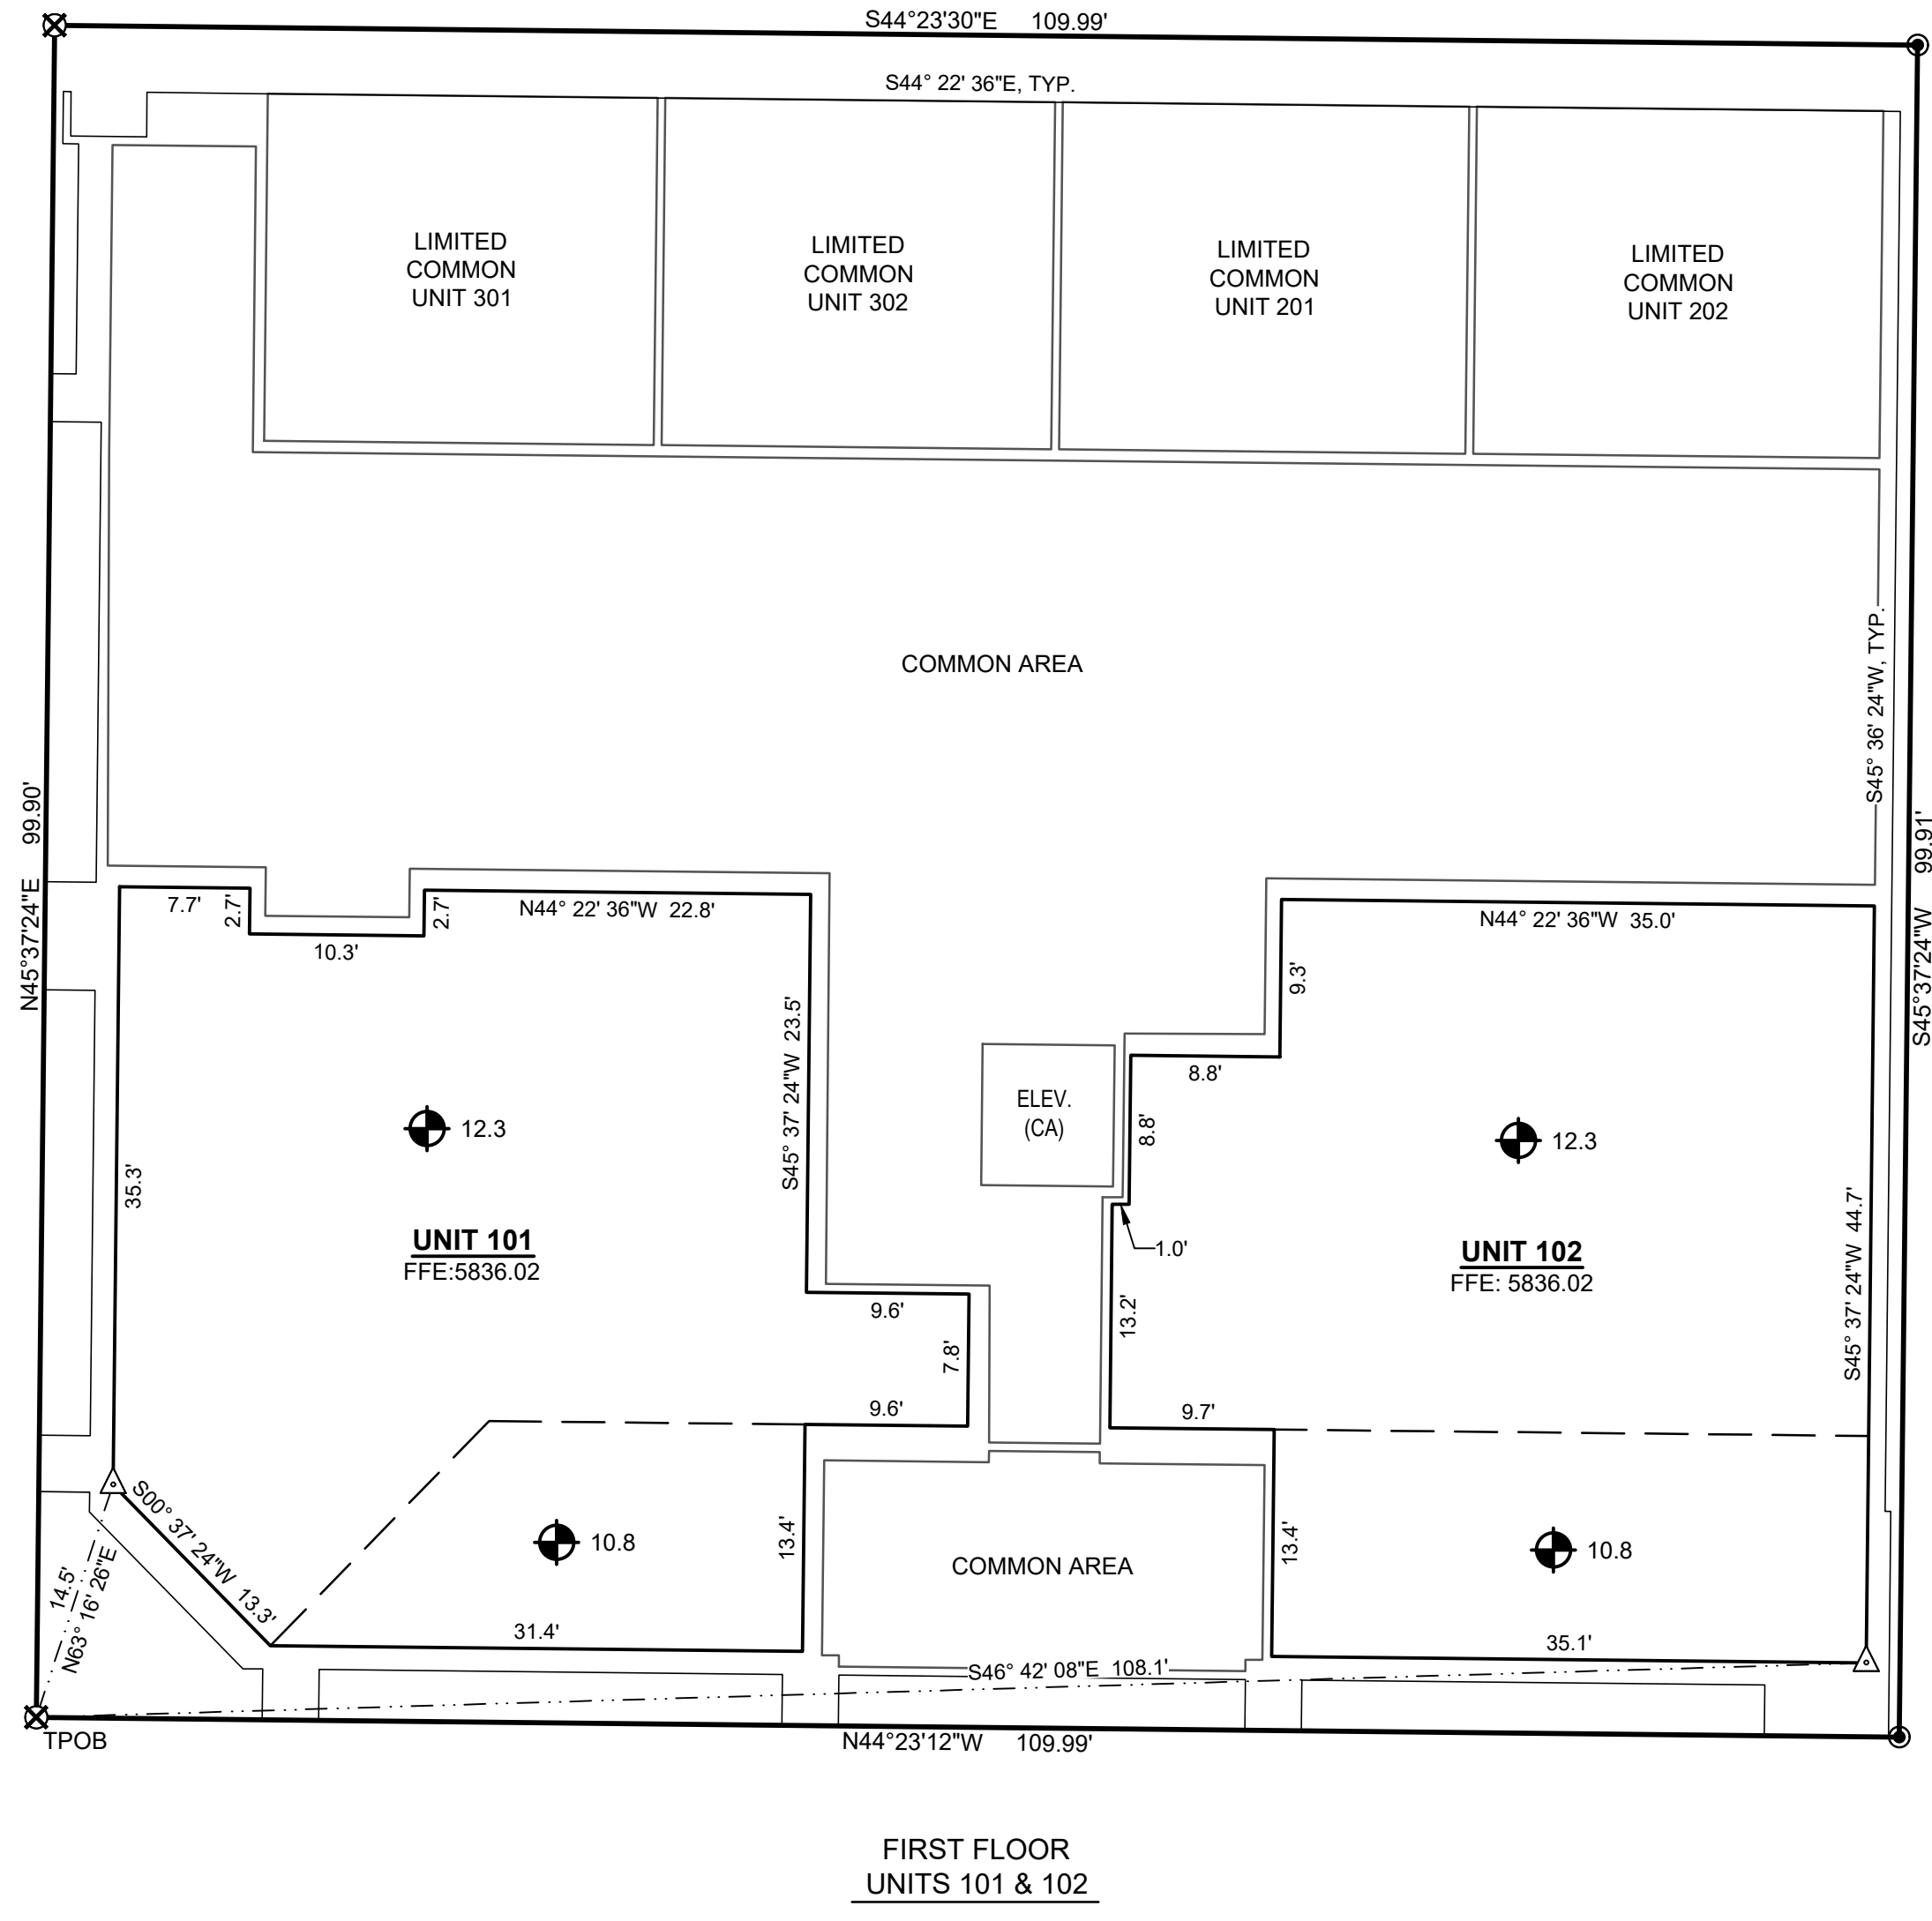 S44°23'30"E 109.99'
S44° 22' 36"E, TYP.
LIMITED
COMMON
UNIT 301
LIMITED
COMMON
UNIT 302
LIMITED
COMMON
UNIT 201
LIMITED
COMMON
UNIT 202
COMMON AREA
S45° 36' 24"W, TYP.
N45°37'24"E 99.90'
S45°37'24"W 99.91'
7.7'
2.7'
10.3'
2.7'
N44° 22' 36"W 22.8'
S45° 37' 24"W 23.5'
35.3'
12.3
UNIT 101
FFE:5836.02
9.6'
7.8'
9.6'
10.8
13.4'
31.4'
S00° 37' 24"W 13.3'
14.5'
N63° 16' 26"E
TPOB
ELEV.
(CA)
N44° 22' 36"W 35.0'
9.3'
8.8'
8.8'
1.0'
13.2'
12.3
UNIT 102
FFE: 5836.02
S45° 37' 24"W 44.7'
9.7'
13.4'
10.8
35.1'
COMMON AREA
S46° 42' 08"E 108.1'
N44°23'12"W 109.99'
FIRST FLOOR
UNITS 101 & 102